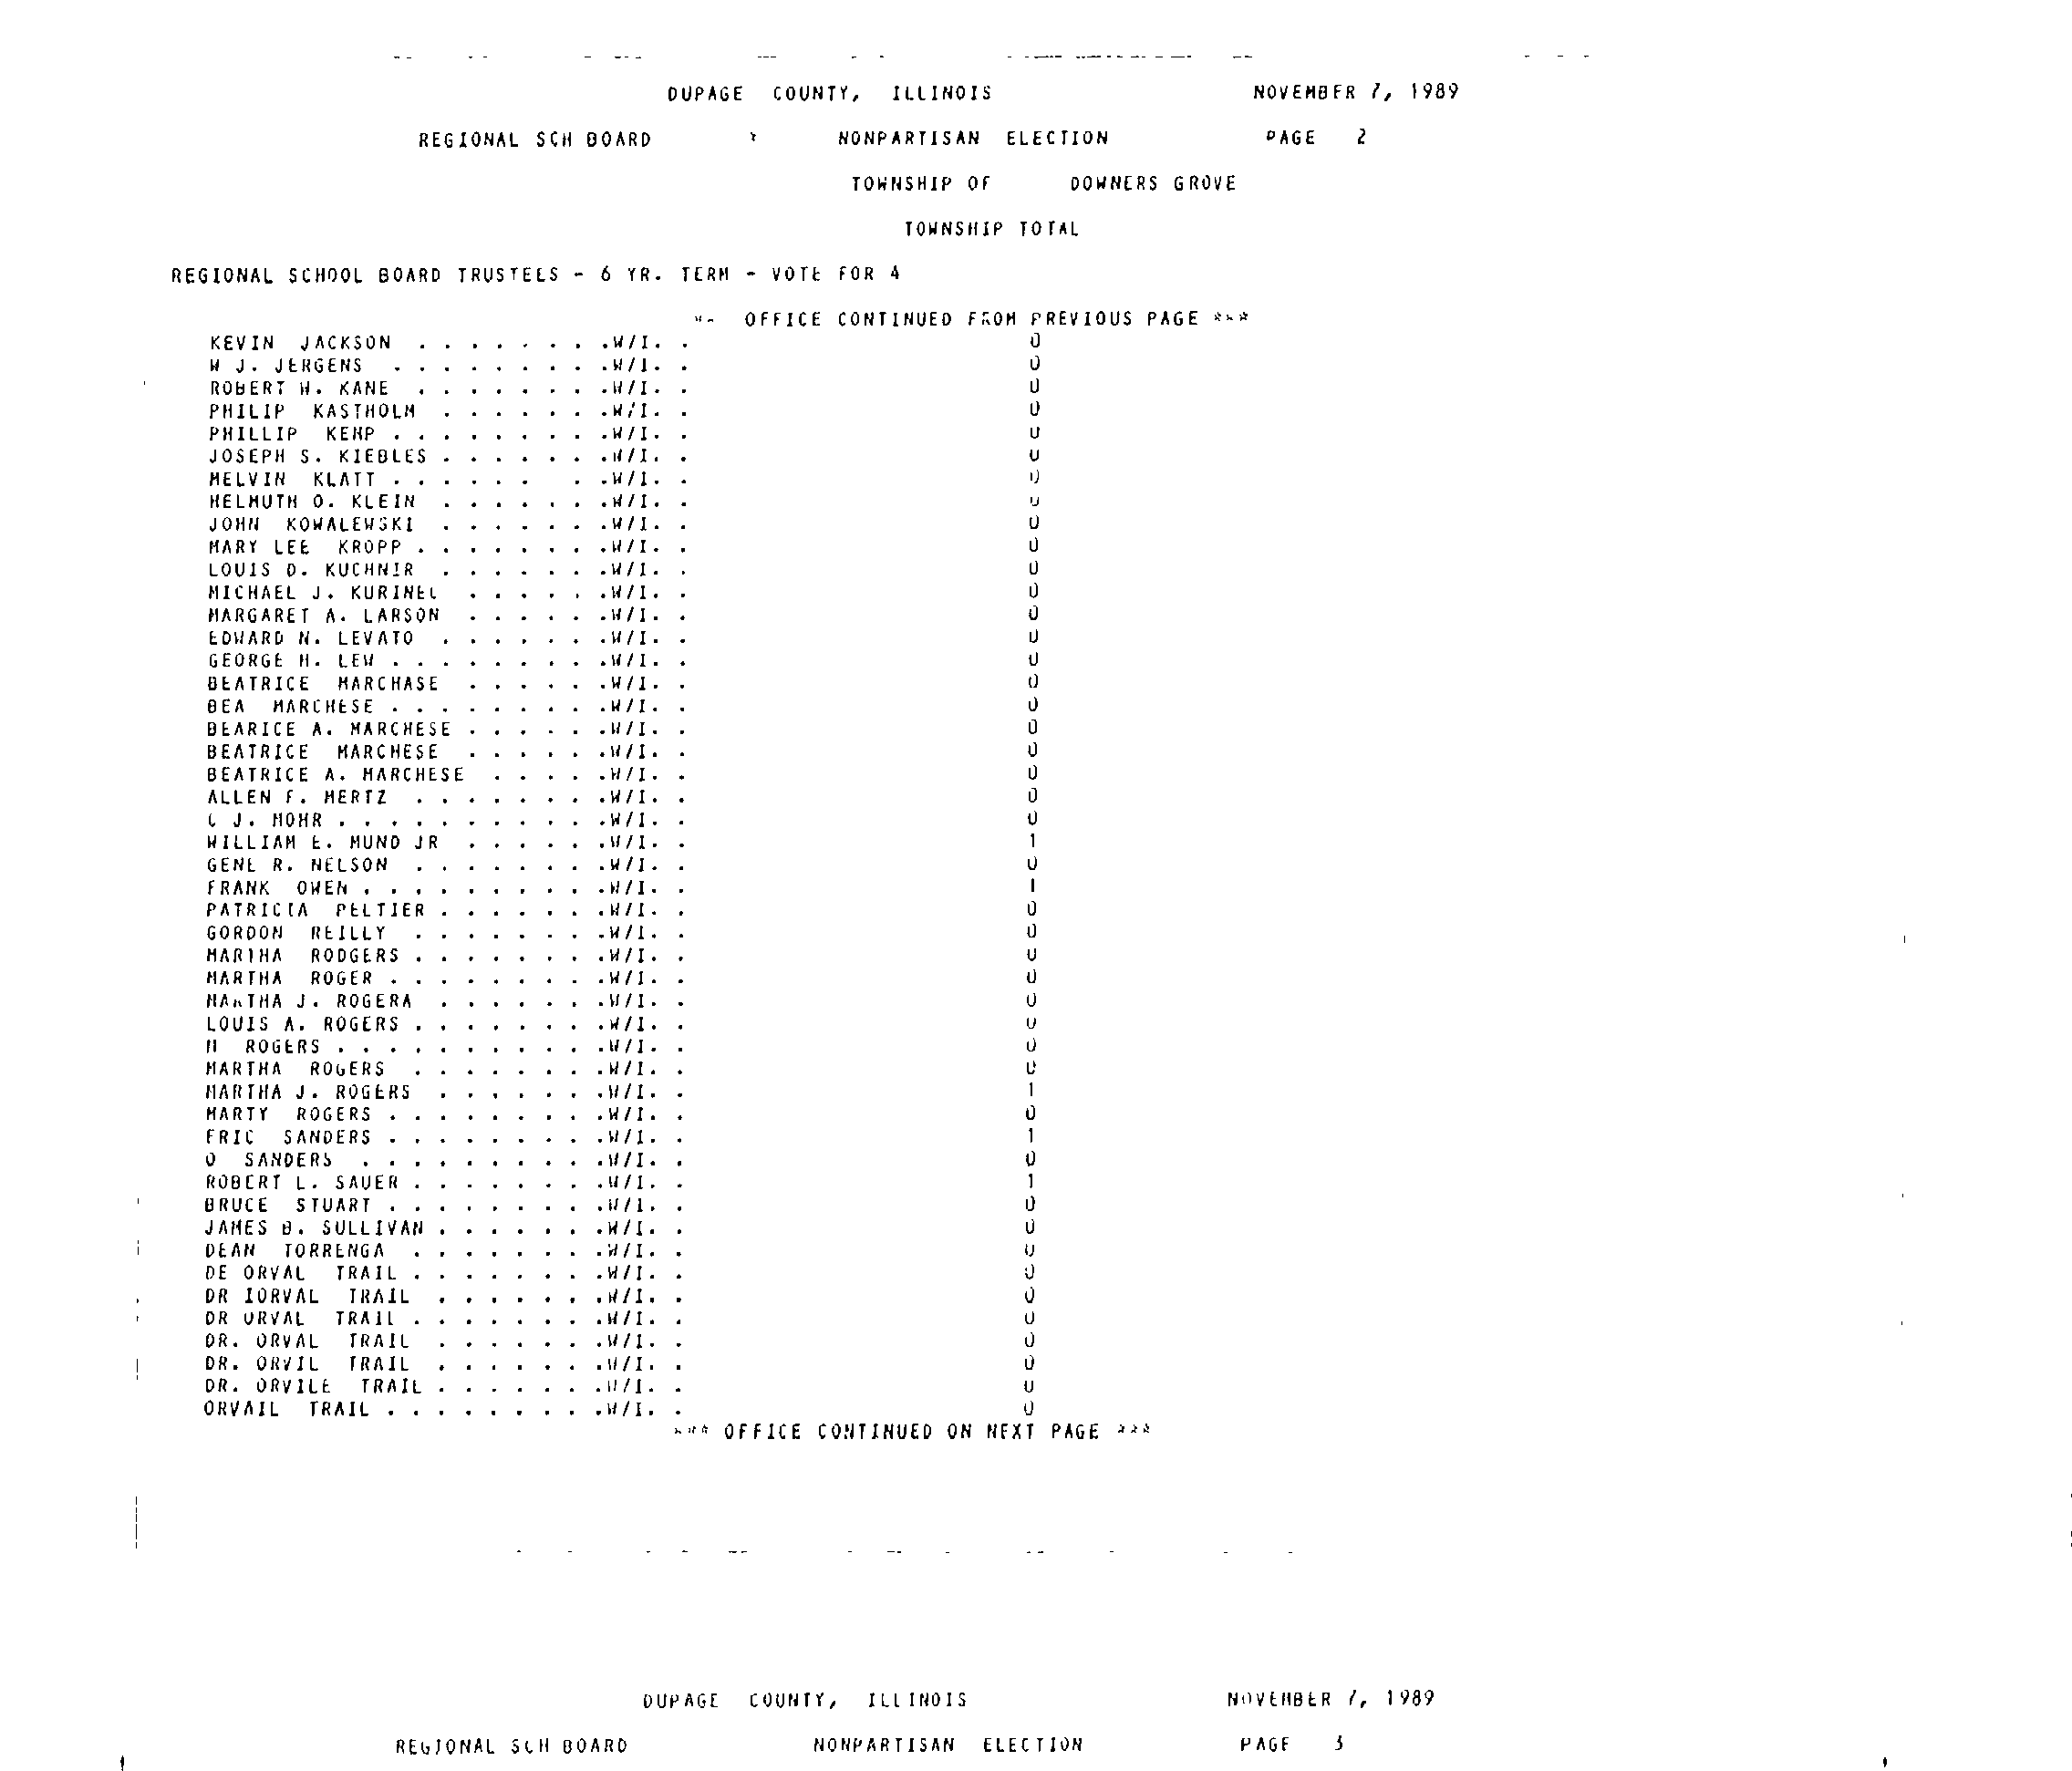 DUPAGE COUNTY, ILLINOIS NOVEMBER 7, 1989
REGIONAL SCH BOARD NONPARTISAN ELECTION PAGE 2
TOWNSHIP OF DOWNERS GROVE
TOWNSHIP TOTAL
REGIONAL SCHOOL BOARD TRUSTEES - 6 YR. TERM - VOTE FOR 4
OFFICE CONTINUED FROM PREVIOUS PAGE ***
KEVIN JACKSON . . . . . . . .W/I. . 0
W J. JERGENS . . . . . . . . .W/I. . 0
ROBERT W. KANE . . . . . . . .W/I. . 0
PHILIP KASTHOLM . . . . . . .W/I. . 0
PHILLIP KEMP . . . . . . . . .W/I. . 0
JOSEPH S. KIEBLES . . . . . . .W/I. . 0
MELVIN KLATT . . . . . . . .W/I. . 0
HELMUTH O. KLEIN . . . . . . .W/I. . 0
JOHN KOWALEWSKI . . . . . . .W/I. . 0
MARY LEE KROPP . . . . . . . .W/I. . 0
LOUIS D. KUCHNIR . . . . . . .W/I. . 0
MICHAEL J. KURINEL . . . . . .W/I. . 0
MARGARET A. LARSON . . . . . .W/I. . 0
EDWARD N. LEVATO . . . . . . .W/I. . 0
GEORGE H. LEW . . . . . . . . .W/I. . 0
BEATRICE MARCHASE . . . . . .W/I. . 0
BEA MARCHESE . . . . . . . . .W/I. . 0
BEARICE A. MARCHESE . . . . . .W/I. . 0
BEATRICE MARCHESE . . . . . .W/I. . 0
BEATRICE A. MARCHESE . . . . .W/I. . 0
ALLEN F. MERTZ . . . . . . . .W/I. . 0
J. MOHR . . . . . . . . . . .W/I. . 0
WILLIAM E. MUND JR . . . . . .W/I. . 1
GENE R. NELSON . . . . . . . .W/I. . 0
FRANK OWEN . . . . . . . . . .W/I. . 1
PATRICIA PELTIER . . . . . . .W/I. . 0
GORDON REILLY . . . . . . . .W/I. . 0
MARTHA RODGERS . . . . . . . .W/I. . 0
MARTHA ROGER . . . . . . . . .W/I. . 0
MARTHA J. ROGERA . . . . . . .W/I. . 0
LOUIS A. ROGERS . . . . . . . .W/I. . 0
M ROGERS . . . . . . . . . . .W/I. . 0
MARTHA ROGERS . . . . . . . .W/I. . 0
MARTHA J. ROGERS . . . . . . .W/I. . 1
MARTY ROGERS . . . . . . . . .W/I. . 0
ERIC SANDERS . . . . . . . . .W/I. . 1
O SANDERS . . . . . . . . . .W/I. . 0
ROBERT L. SAUER . . . . . . . .W/I. . 1
BRUCE STUART . . . . . . . . .W/I. . 0
JAMES B. SULLIVAN . . . . . . .W/I. . 0
DEAN TORRENGA . . . . . . . .W/I. . 0
DE ORVAL TRAIL . . . . . . . .W/I. . 0
DR IORVAL TRAIL . . . . . . .W/I. . 0
DR ORVAL TRAIL . . . . . . . .W/I. . 0
DR. ORVAL TRAIL . . . . . . .W/I. . 0
DR. ORVIL TRAIL . . . . . . .W/I. . 0
DR. ORVILE TRAIL . . . . . . .W/I. . 0
ORVAIL TRAIL . . . . . . . . .W/I. . 0
*** OFFICE CONTINUED ON NEXT PAGE ***
DUPAGE COUNTY, ILLINOIS NOVEMBER 7, 1989
REGIONAL SCH BOARD NONPARTISAN ELECTION PAGE 3